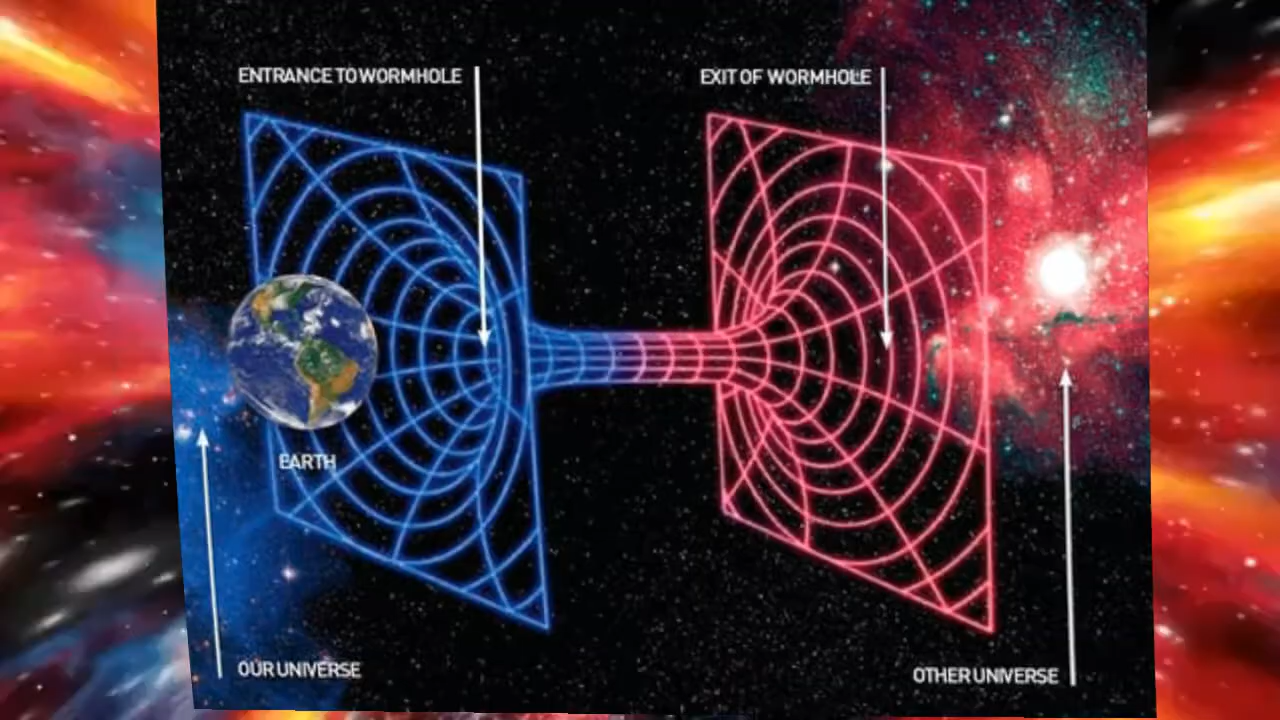 ENTRANCE TO WORMHOLE
EXIT OF WORMHOLE
EARTH
OUR UNIVERSE
OTHER UNIVERSE